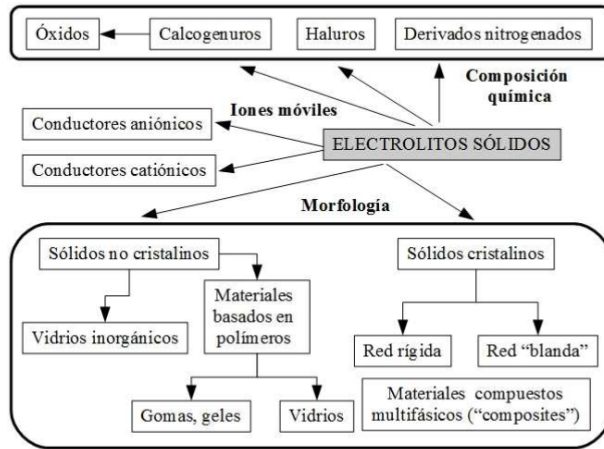 Óxidos
Calcogenuros
Haluros
Derivados nitrogenados
Composición
química
Iones móviles
Conductores aniónicos
ELECTROLITOS SÓLIDOS
Conductores catiónicos
Morfología
Sólidos no cristalinos
Sólidos cristalinos
Materiales
basados en
polímeros
Vidrios inorgánicos
Red rígida
Red “blanda”
Gomas, geles
Vidrios
Materiales compuestos
multifásicos (“composites”)